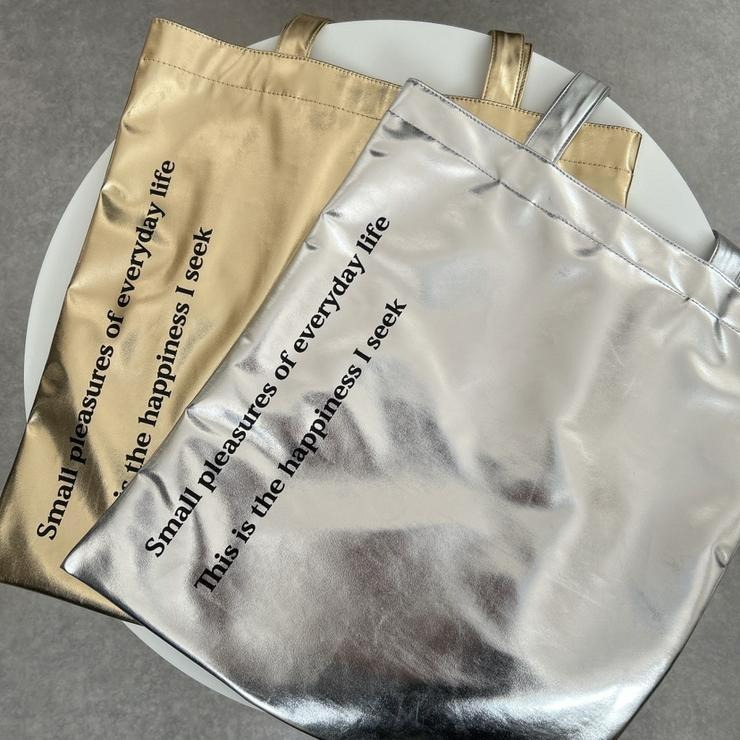 Small pleasures of everyday life
is the happiness I seek
Small pleasures of everyday life
This is the happiness I seek